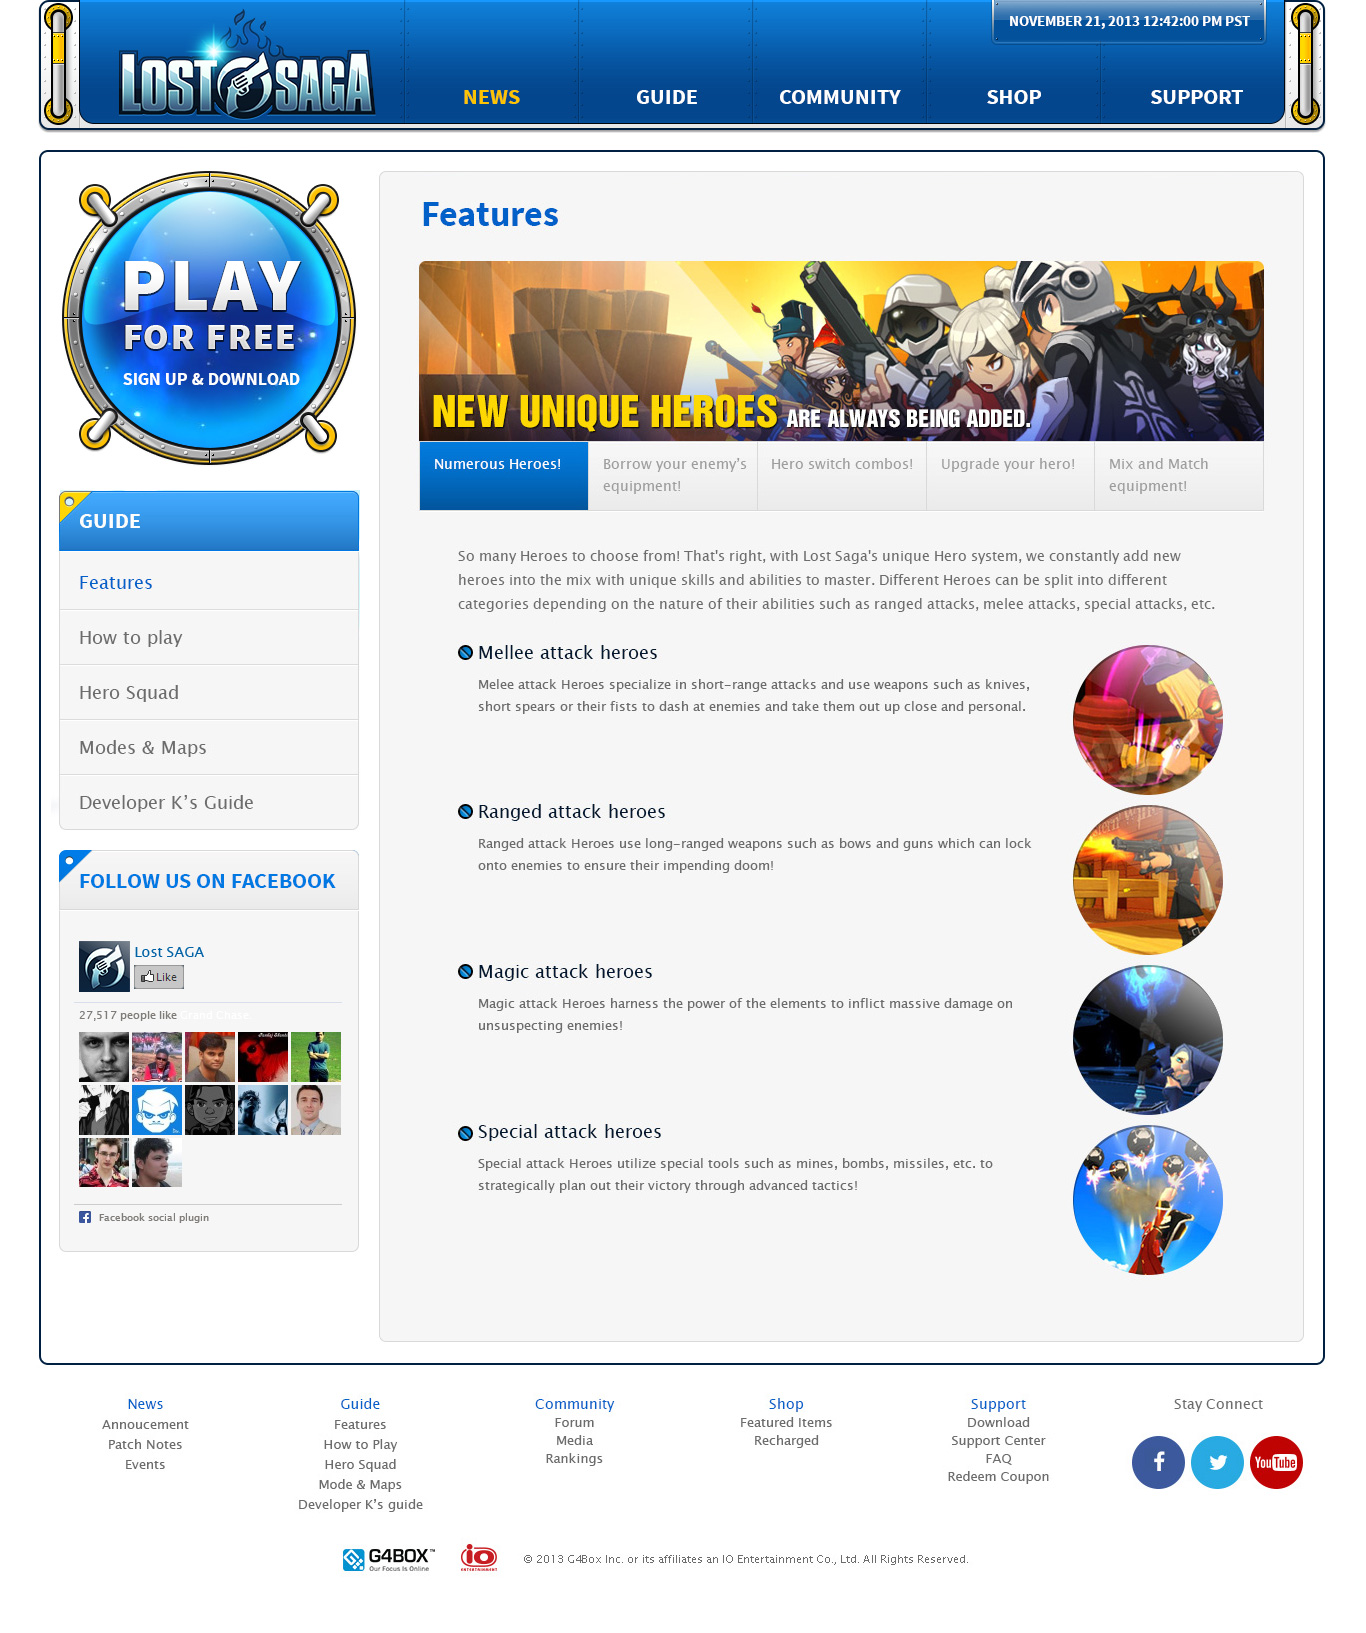 NOVEMBER 21, 2013 12:42:00 PM PST
LOST SAGA
NEWS
GUIDE
COMMUNITY
SHOP
SUPPORT
PLAY
FOR FREE
SIGN UP & DOWNLOAD
GUIDE
Features
How to play
Hero Squad
Modes & Maps
Developer K’s Guide
FOLLOW US ON FACEBOOK
Lost SAGA
Like
27,517 people like Grand Chase
Facebook social plugin
Features
NEW UNIQUE HEROES ARE ALWAYS BEING ADDED.
Numerous Heroes!
Borrow your enemy’s
equipment!
Hero switch combos!
Upgrade your hero!
Mix and Match
equipment!
So many Heroes to choose from! That's right, with Lost Saga's unique Hero system, we constantly add new
heroes into the mix with unique skills and abilities to master. Different Heroes can be split into different
categories depending on the nature of their abilities such as ranged attacks, melee attacks, special attacks, etc.
Mellee attack heroes
Melee attack Heroes specialize in short-range attacks and use weapons such as knives,
short spears or their fists to dash at enemies and take them out up close and personal.
Ranged attack heroes
Ranged attack Heroes use long-ranged weapons such as bows and guns which can lock
onto enemies to ensure their impending doom!
Magic attack heroes
Magic attack Heroes harness the power of the elements to inflict massive damage on
unsuspecting enemies!
Special attack heroes
Special attack Heroes utilize special tools such as mines, bombs, missiles, etc. to
strategically plan out their victory through advanced tactics!
News
Annoucement
Patch Notes
Events
Guide
Features
How to Play
Hero Squad
Mode & Maps
Developer K’s guide
Community
Forum
Media
Rankings
Shop
Featured Items
Recharged
Support
Download
Support Center
FAQ
Redeem Coupon
Stay Connect
You Tube
G4BOX™
Our Focus Is Online
io
ENTERTAINMENT
© 2013 G4Box Inc. or its affiliates an IO Entertainment Co., Ltd. All Rights Reserved.